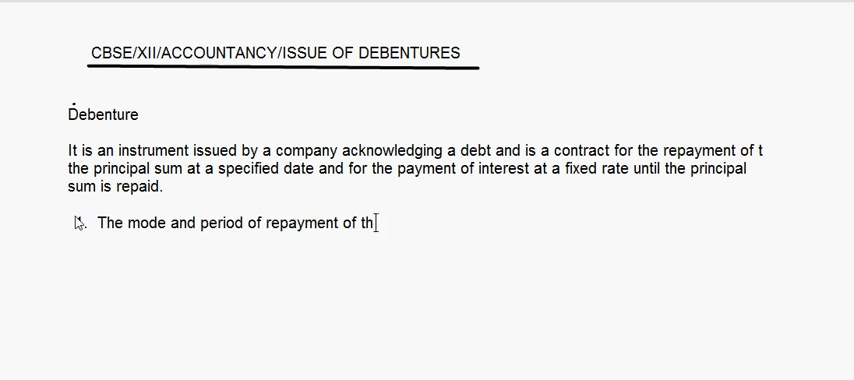 CBSE/XII/ACCOUNTANCY/ISSUE OF DEBENTURES
Debenture
It is an instrument issued by a company acknowledging a debt and is a contract for the repayment of t
the principal sum at a specified date and for the payment of interest at a fixed rate until the principal
sum is repaid.
The mode and period of repayment of th